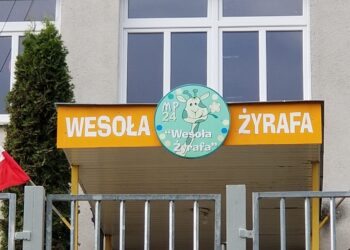 WESOŁA ŻYRAFA
MP
24
"Wesoła
Żyrafa"